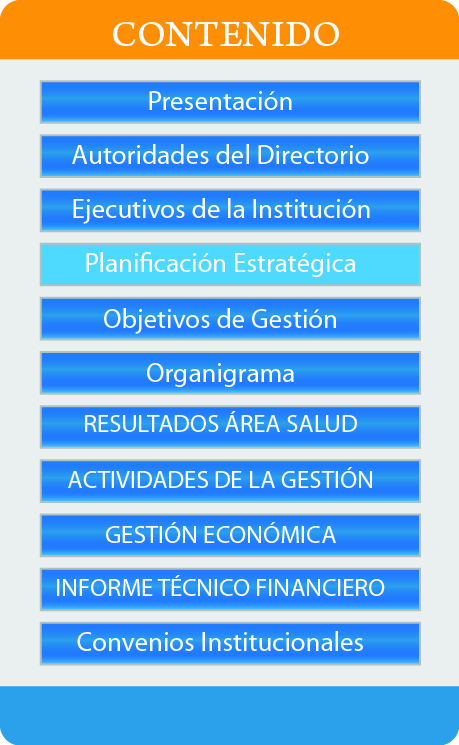 CONTENIDO
Presentación
Autoridades del Directorio
Ejecutivos de la Institución
Planificación Estratégica
Objetivos de Gestión
Organigrama
RESULTADOS ÁREA SALUD
ACTIVIDADES DE LA GESTIÓN
GESTIÓN ECONÓMICA
INFORME TÉCNICO FINANCIERO
Convenios Institucionales